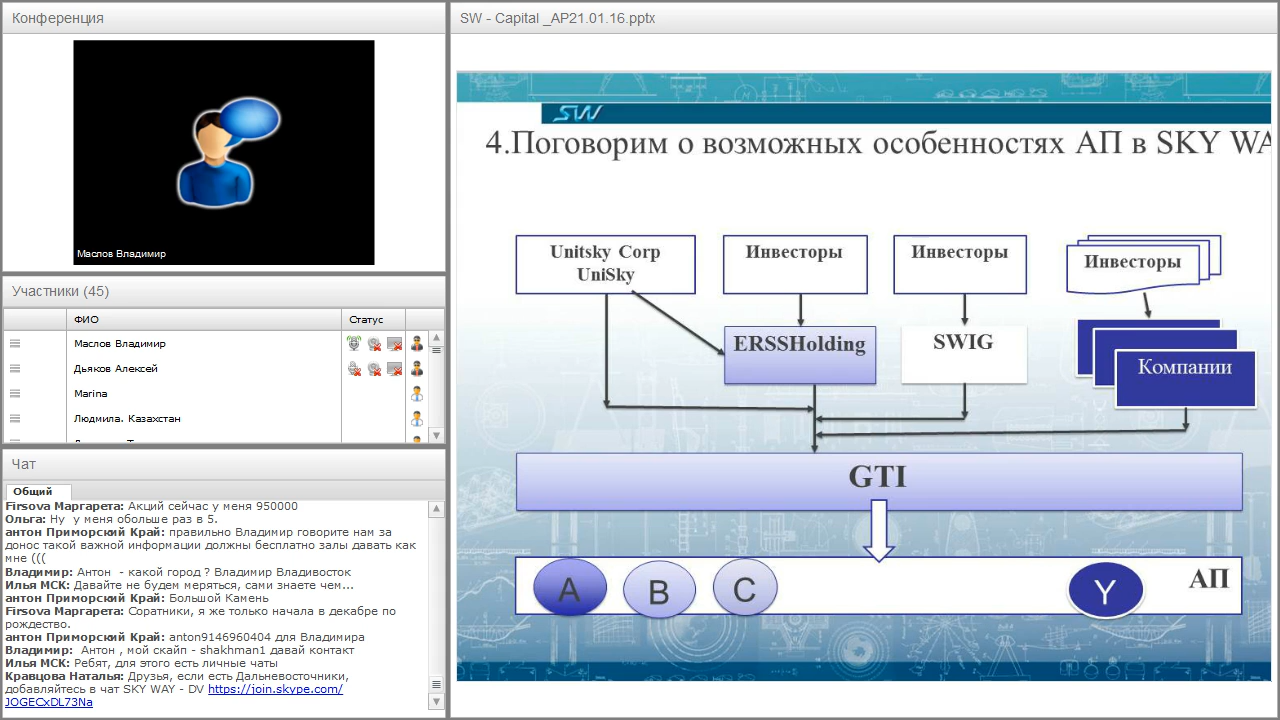 Конференция
Маслов Владимир
Участники (45)
ФИО
Статус
Маслов Владимир
Дьяков Алексей
Marina
Людмила. Казахстан
Чат
Общий
Firsova Маргарета: Акций сейчас у меня 950000
Ольга: Ну  у меня обольше раз в 5.
антон Приморский Край: правильно Владимир говорите нам за
донос такой важной информации должны бесплатно залы давать как
мне (((
Владимир: Антон  - какой город ? Владимир Владивосток
Илья МСК: Давайте не будем меряться, сами знаете чем...
антон Приморский Край: Большой Камень
Firsova Маргарета: Соратники, я же только начала в декабре по
рождество.
антон Приморский Край: anton9146960404 для Владимира
Владимир:  Антон , мой скайп - shakhman1 давай контакт
Илья МСК: Ребят, для этого есть личные чаты
Кравцова Наталья: Друзья, если есть Дальневосточники,
добавляйтесь в чат SKY WAY - DV https://join.skype.com/
JOGECxDL73Na
SW - Capital _AP21.01.16.pptx
SW
4.Поговорим о возможных особенностях АП в SKY WA
Unitsky Corp
UniSky
Инвесторы
Инвесторы
Инвесторы
ERSSHolding
SWIG
Компании
GTI
A
B
C
Y
АП